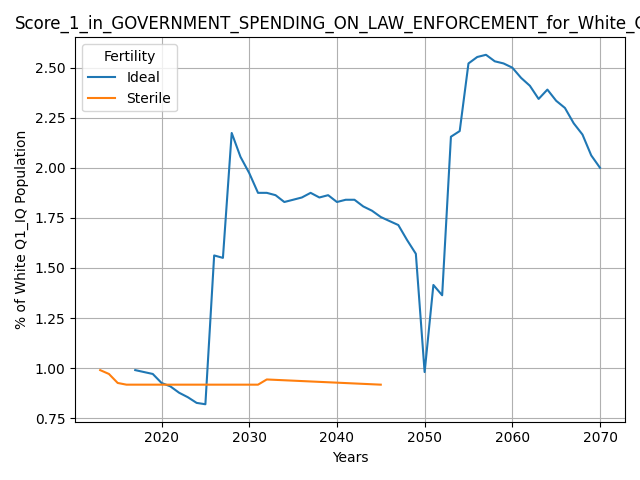 Score_1_in_GOVERNMENT_SPENDING_ON_LAW_ENFORCEMENT_for_White_
Fertility
Ideal
Sterile
% of White Q1_IQ Population
2.50
2.25
2.00
1.75
1.50
1.25
1.00
0.75
2020 2030 2040 2050 2060 2070
Years